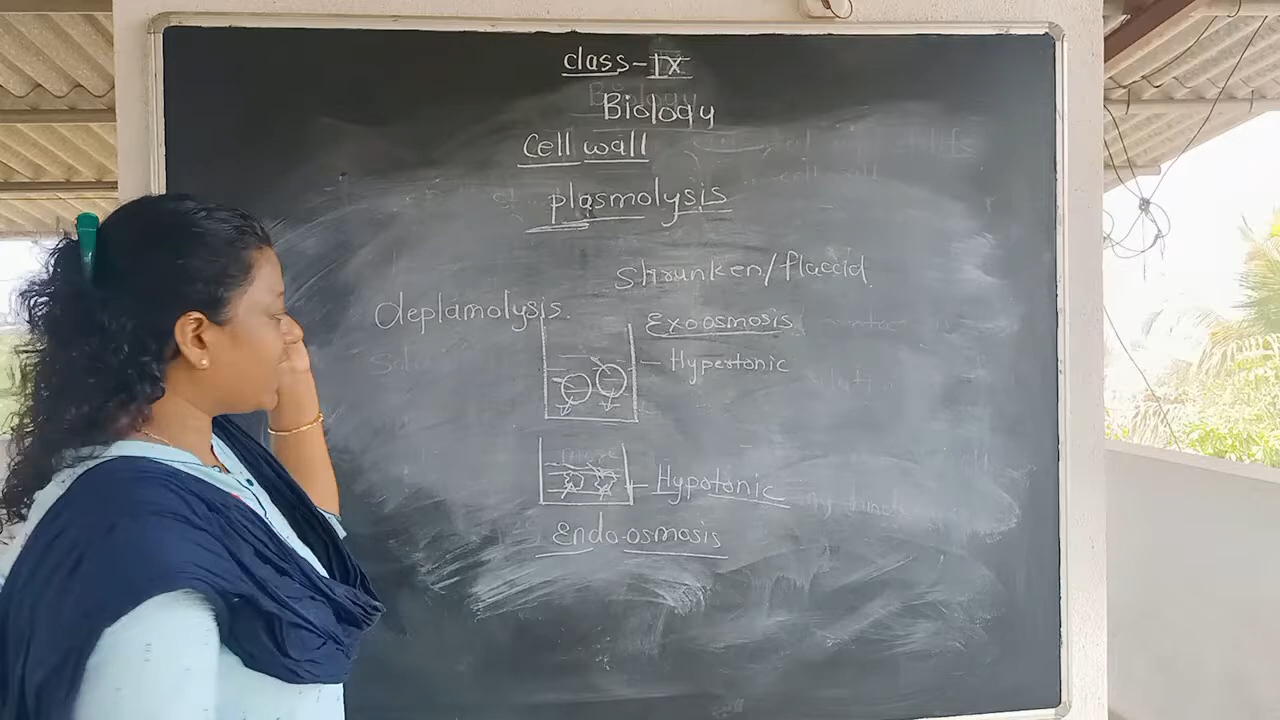 class-IX
Biology
Cell wall
plasmolysis
Shrunken/flaccid
deplamolysis.
Exoosmosis
Hypertonic
Hypotonic
Endo-osmosis